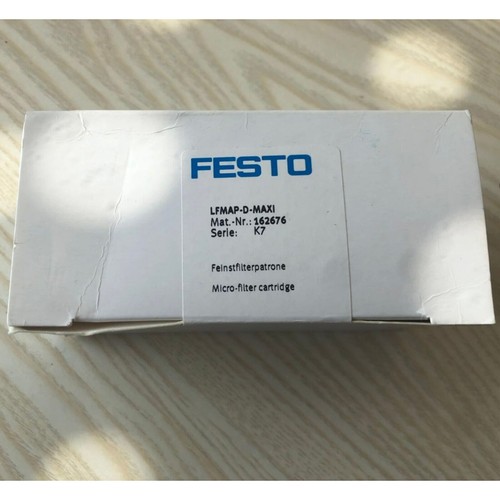 FESTO
LFMAP-D-MAXI
Mat.-Nr.: 162676
Serie: K7
Feinstfilterpatrone
Micro-filter cartridge